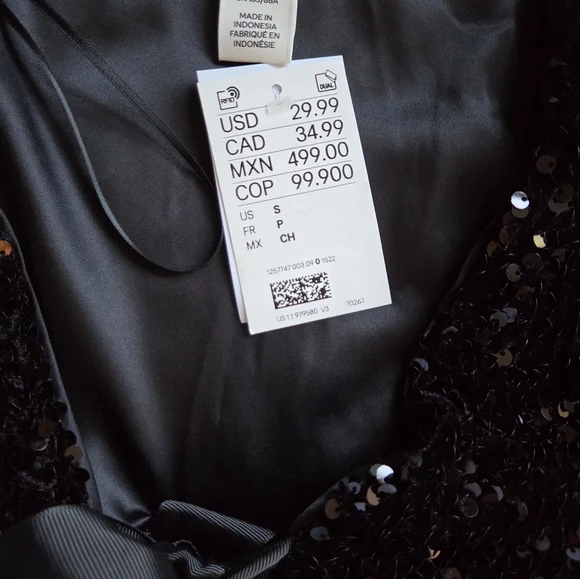 MADE IN
INDONESIA
FABRIQUÉ EN
INDONÉSIE
RFID DUAL
USD 29.99
CAD 34.99
MXN 499.00
COP 99.900
US S
FR P
MX CH
1257747 003 09 0 1522
US 11 979580 V3 70267